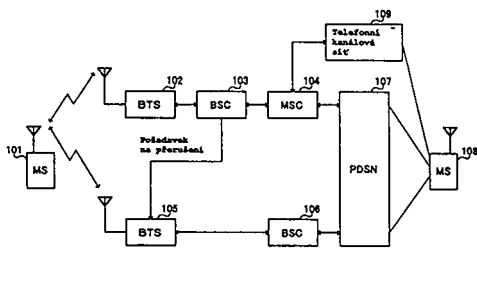 109
Telefonní
kanálová
síť
102
103
104
107
BTS
BSC
MSC
101
MS
Požadavek
na přerušení
PDSN
MS
108
105
106
BTS
BSC